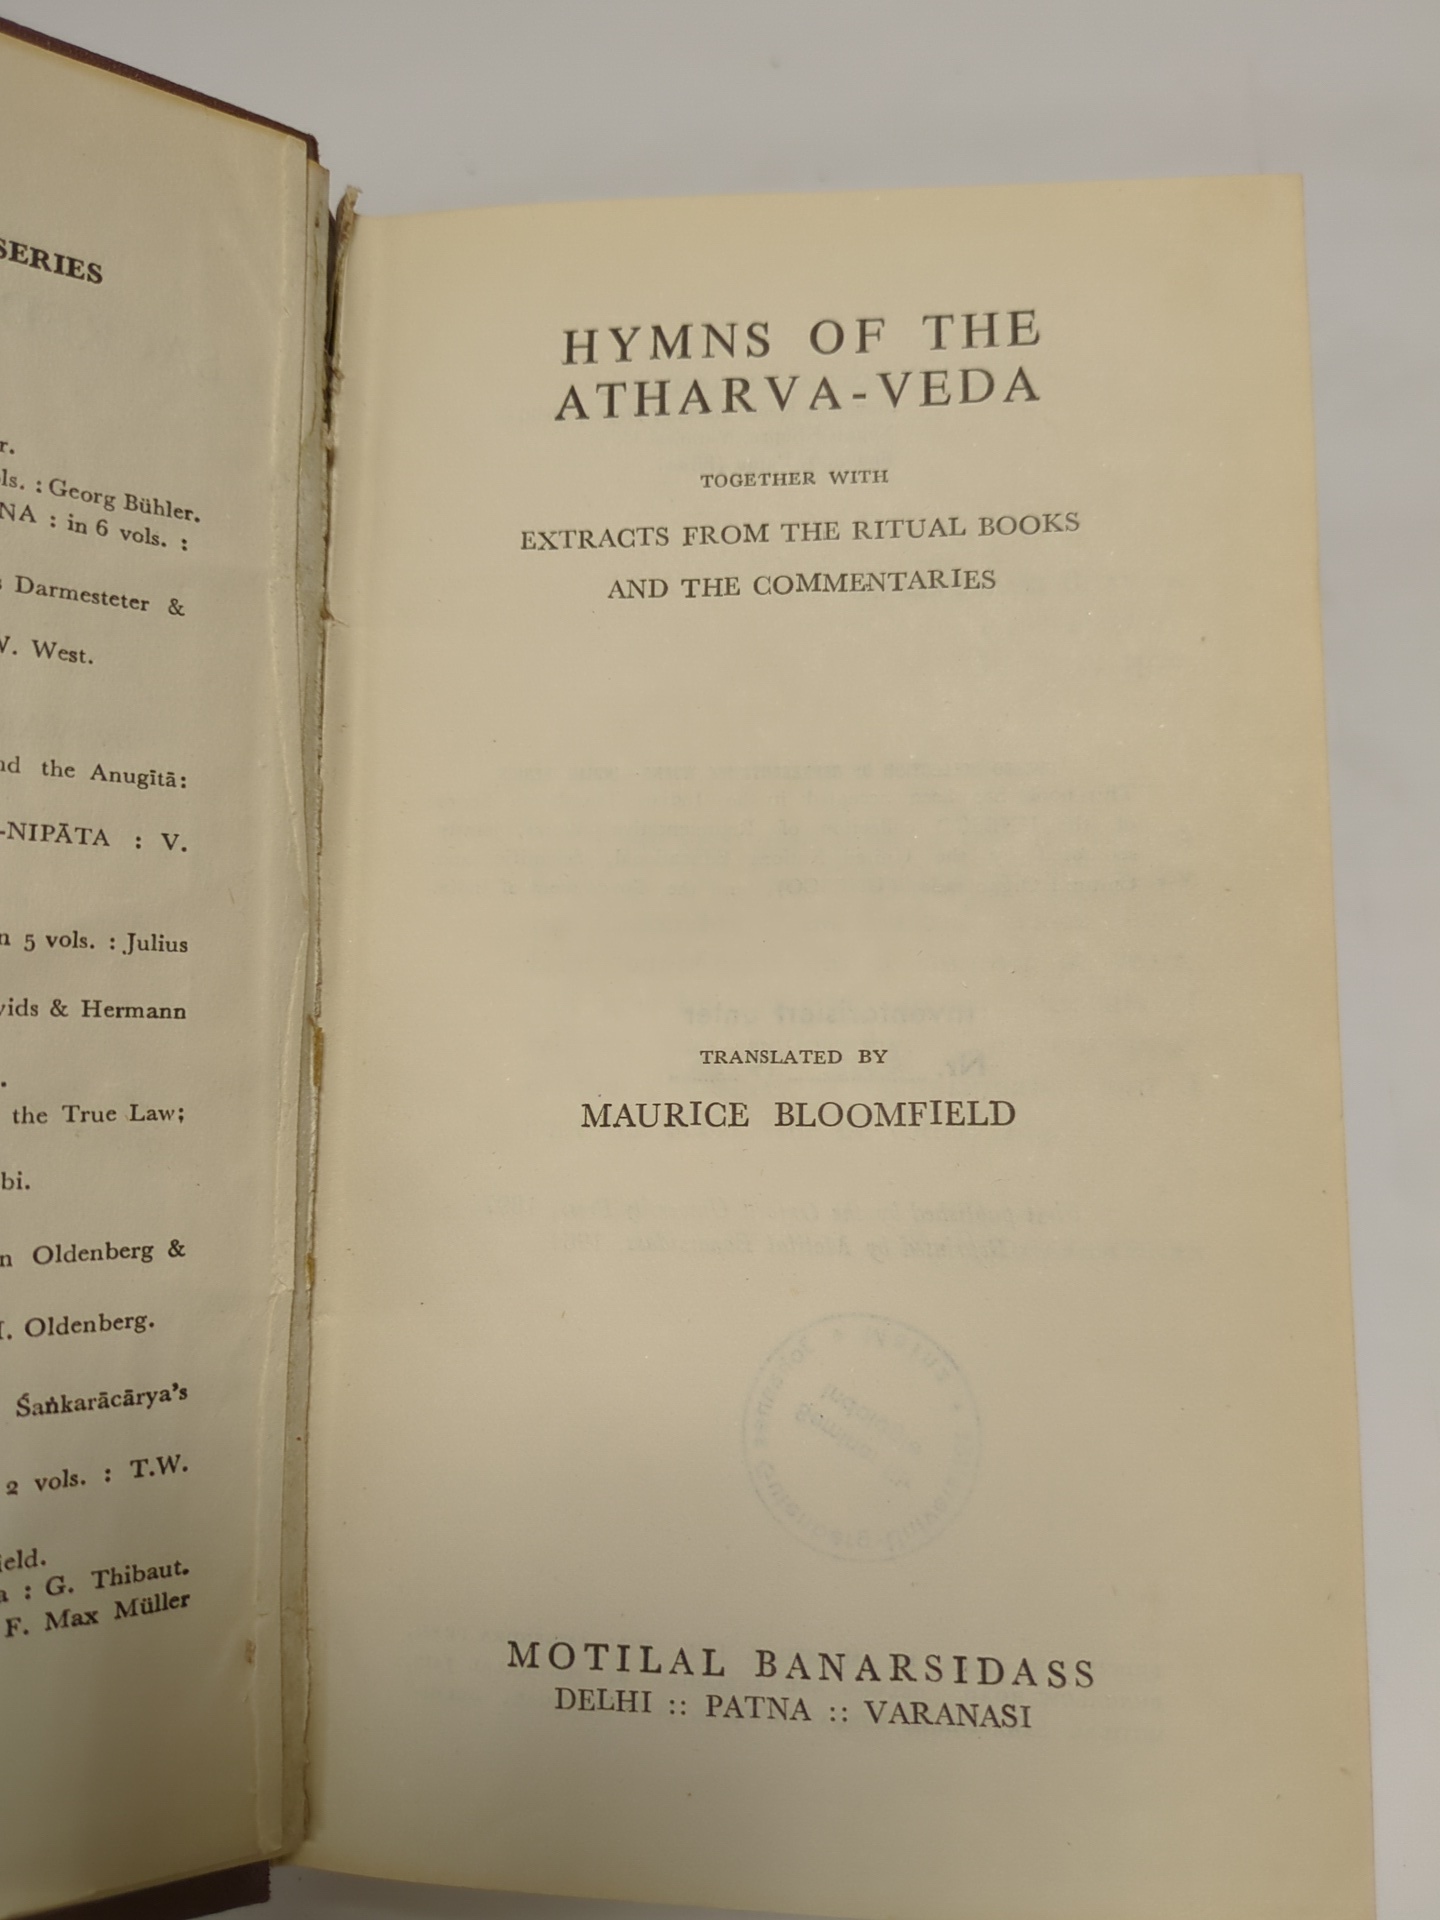 SERIES
r.
ls. : Georg Bühler.
NA : in 6 vols. :
Darmesteter &
W. West.
nd the Anugītā:
-NIPĀTA : V.
n 5 vols. : Julius
vids & Hermann
the True Law;
bi.
n Oldenberg &
Oldenberg.
Śaṅkarācārya's
2 vols. : T.W.
ield.
a : G. Thibaut.
F. Max Müller
HYMNS OF THE
ATHARVA-VEDA
TOGETHER WITH
EXTRACTS FROM THE RITUAL BOOKS
AND THE COMMENTARIES
TRANSLATED BY
MAURICE BLOOMFIELD
MOTILAL BANARSIDASS
DELHI :: PATNA :: VARANASI